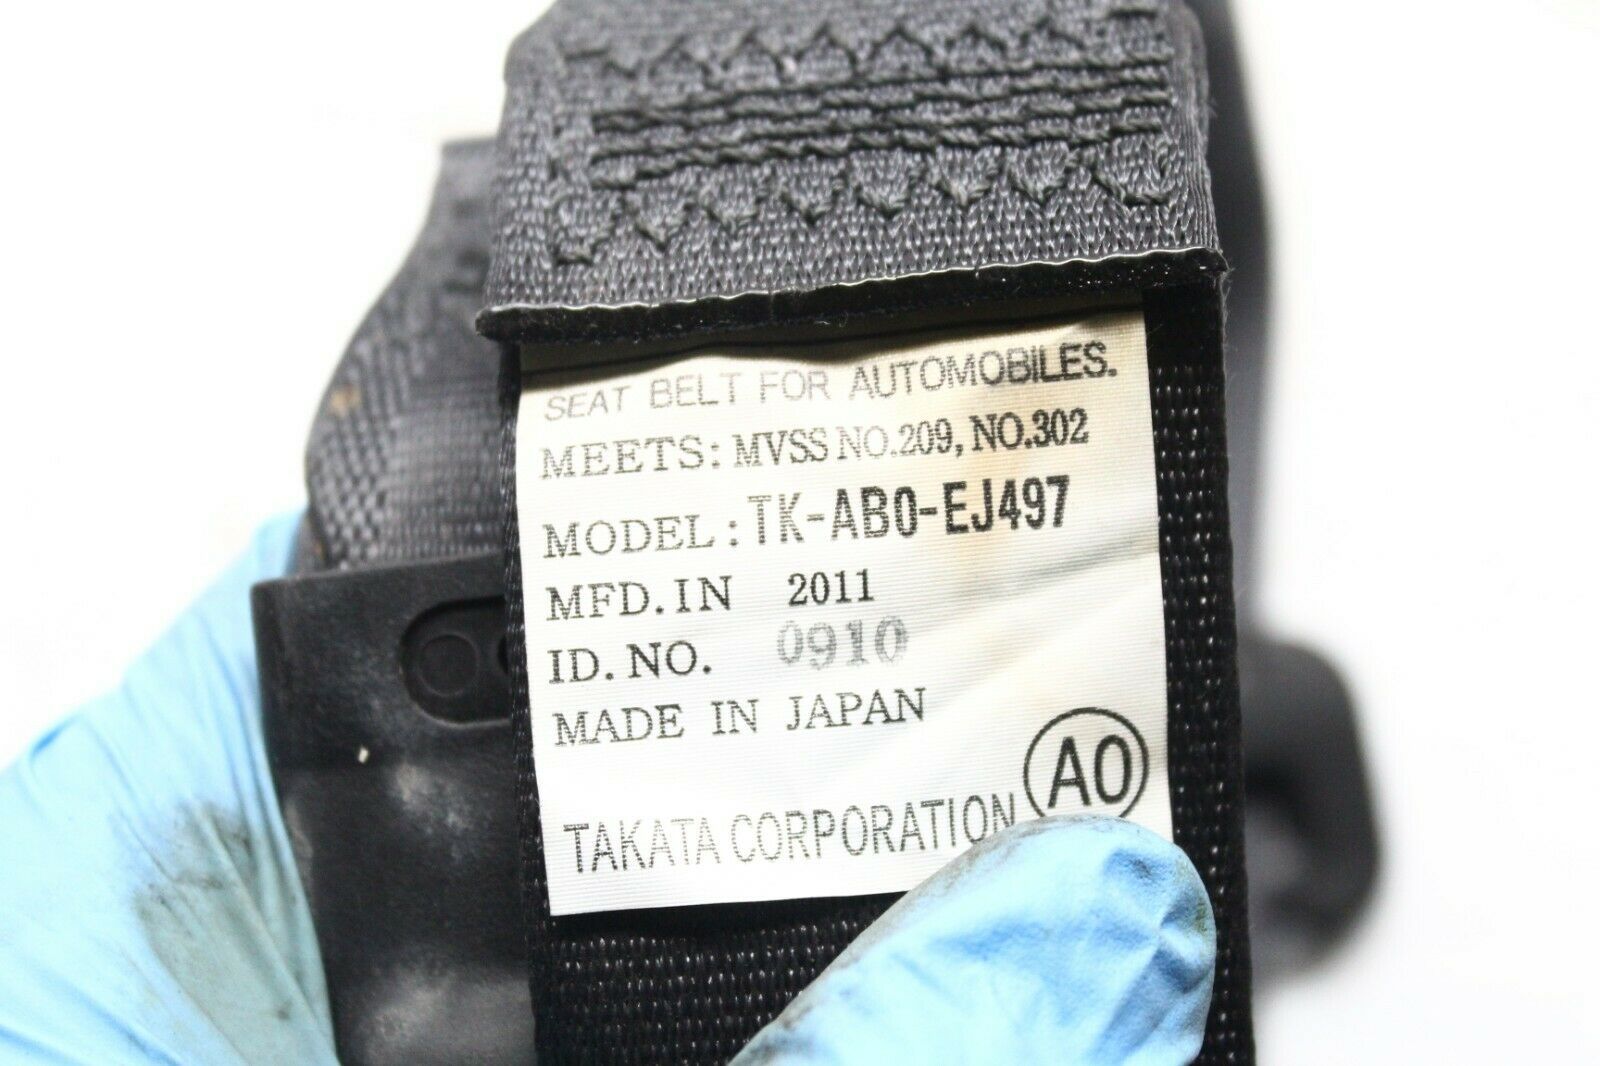 SEAT BELT FOR AUTOMOBILES.
MEETS: MVSS NO.209, NO.302
MODEL: TK-AB0-EJ497
MFD. IN 2011
ID. NO. 0910
MADE IN JAPAN
A0
TAKATA CORPORATION